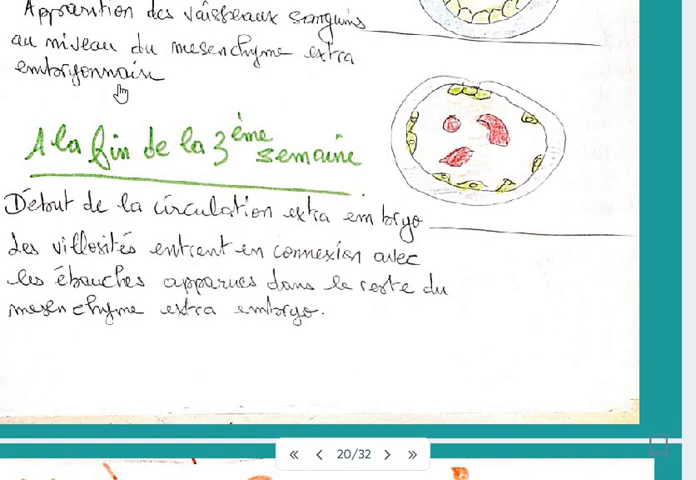 Apparition des vaisseaux sanguins
au niveau du mesenchyme extra
embryonnaire
A la fin de la 3ème semaine
Début de la circulation extra embryo
Les villosités entrent en connexion avec
les ébauches apparues dans le reste du
mesenchyme extra embryo.
20/32